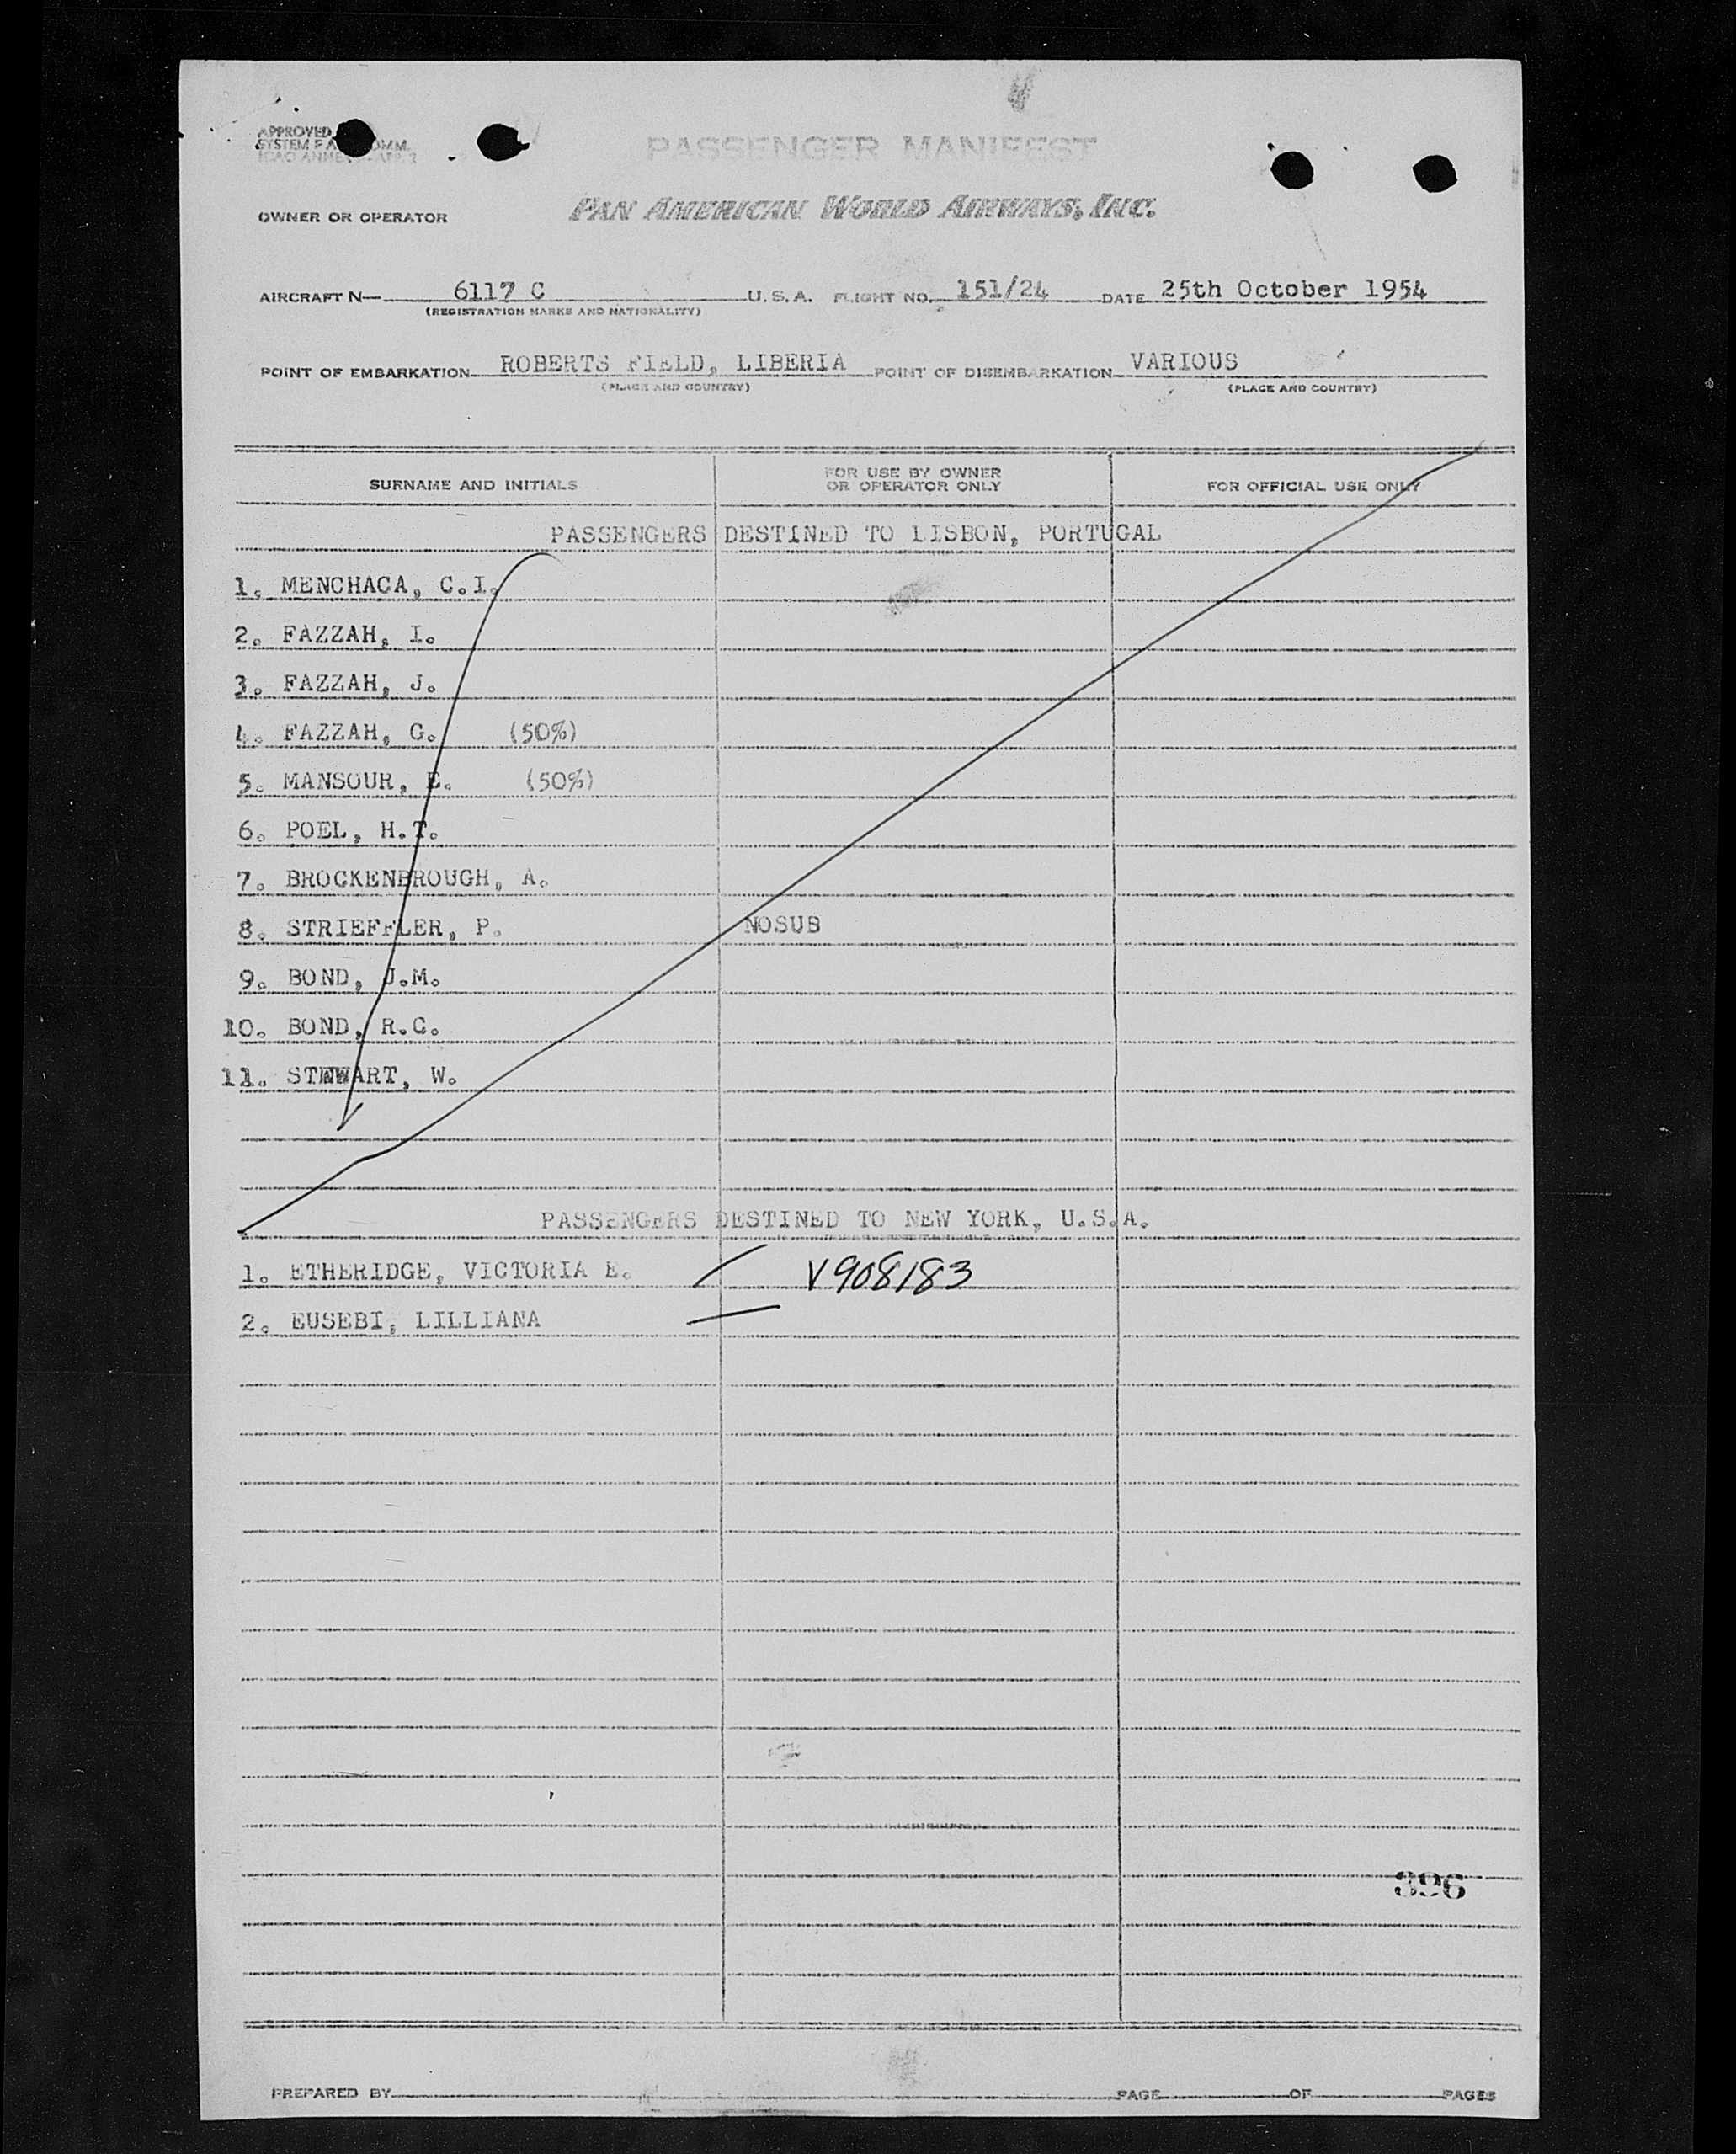 APPROVED
SYSTEM F.A. COMM.
PASSENGER MANIFEST
OWNER OR OPERATOR PAN AMERICAN WORLD AIRWAYS, INC.
AIRCRAFT N— 6117 C U.S.A. FLIGHT NO. 151/24 DATE 25th October 1954
(REGISTRATION MARKS AND NATIONALITY)
POINT OF EMBARKATION ROBERTS FIELD, LIBERIA POINT OF DISEMBARKATION VARIOUS
(PLACE AND COUNTRY) (PLACE AND COUNTRY)
SURNAME AND INITIALS FOR USE BY OWNER OR OPERATOR ONLY FOR OFFICIAL USE ONLY
PASSENGERS DESTINED TO LISBON, PORTUGAL
1. MENCHACA, C.I.
2. FAZZAH, I.
3. FAZZAH, J.
4. FAZZAH, G. (50%)
5. MANSOUR, E. (50%)
6. POEL, H.T.
7. BROCKENBROUGH, A.
8. STRIEFFLER, P. NOSUB
9. BOND, J.M.
10. BOND, R.C.
11. STEWART, W.
PASSENGERS DESTINED TO NEW YORK, U.S.A.
1. ETHERIDGE, VICTORIA E. V908183
2. EUSEBI, LILLIANA
396
PREPARED BY PAGE OF PAGES